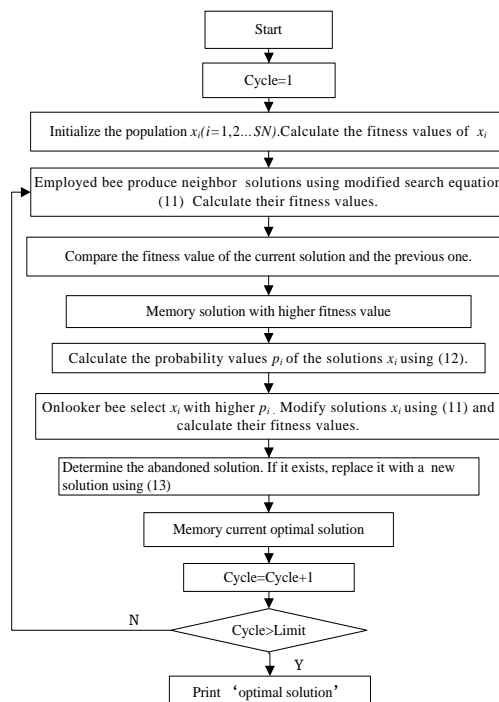 Start
Cycle=1
Initialize the population xi(i=1,2...SN).Calculate the fitness values of xi
Employed bee produce neighbor solutions using modified search equation
(11) Calculate their fitness values.
Compare the fitness value of the current solution and the previous one.
Memory solution with higher fitness value
Calculate the probability values pi of the solutions xi using (12).
Onlooker bee select xi with higher pi . Modify solutions xi using (11) and
calculate their fitness values.
Determine the abandoned solution. If it exists, replace it with a new
solution using (13)
Memory current optimal solution
Cycle=Cycle+1
N
Cycle>Limit
Y
Print ‘optimal solution’